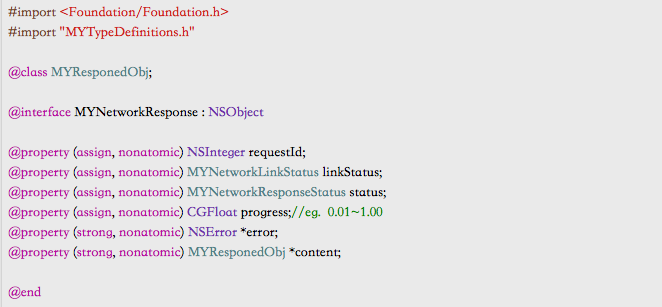 #import <Foundation/Foundation.h>
#import "MYTypeDefinitions.h"
@class MYResponedObj;
@interface MYNetworkResponse : NSObject
@property (assign, nonatomic) NSInteger requestId;
@property (assign, nonatomic) MYNetworkLinkStatus linkStatus;
@property (assign, nonatomic) MYNetworkResponseStatus status;
@property (assign, nonatomic) CGFloat progress;//eg.  0.01~1.00
@property (strong, nonatomic) NSError *error;
@property (strong, nonatomic) MYResponedObj *content;
@end